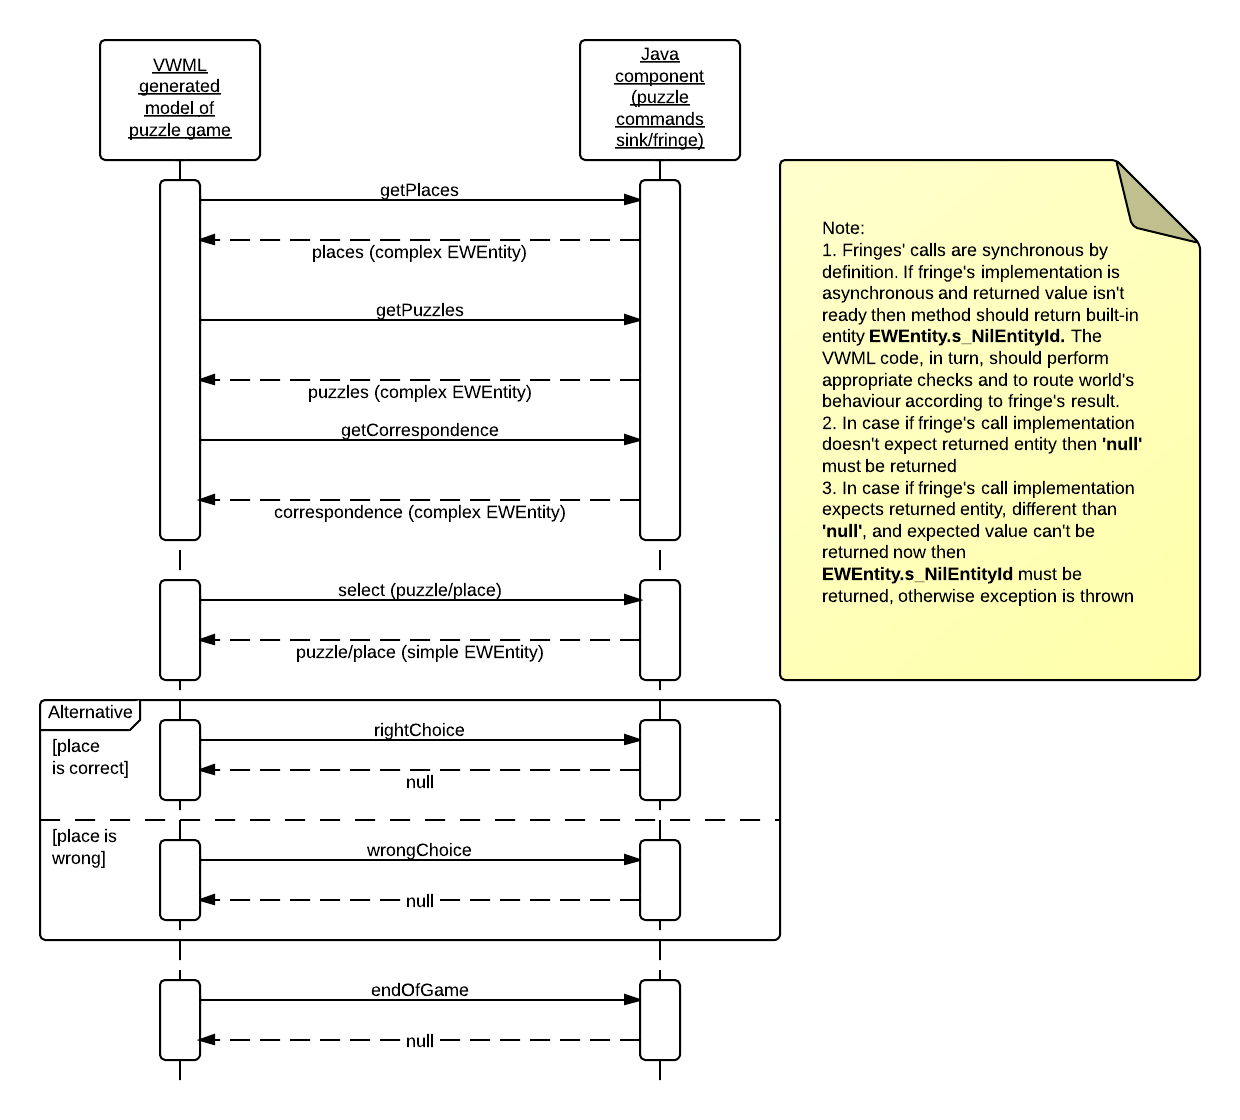 VWML
generated
model of
puzzle game
Java
component
(puzzle
commands
sink/fringe)
getPlaces
places (complex EWEntity)
getPuzzles
puzzles (complex EWEntity)
getCorrespondence
correspondence (complex EWEntity)
select (puzzle/place)
puzzle/place (simple EWEntity)
Alternative
[place
is correct]
rightChoice
null
[place is
wrong]
wrongChoice
null
endOfGame
null
Note:
1. Fringes' calls are synchronous by
definition. If fringe's implementation is
asynchronous and returned value isn't
ready then method should return built-in
entity EWEntity.s_NilEntityId. The
VWML code, in turn, should perform
appropriate checks and to route world's
behaviour according to fringe's result.
2. In case if fringe's call implementation
doesn't expect returned entity then 'null'
must be returned
3. In case if fringe's call implementation
expects returned entity, different than
'null', and expected value can't be
returned now then
EWEntity.s_NilEntityId must be
returned, otherwise exception is thrown